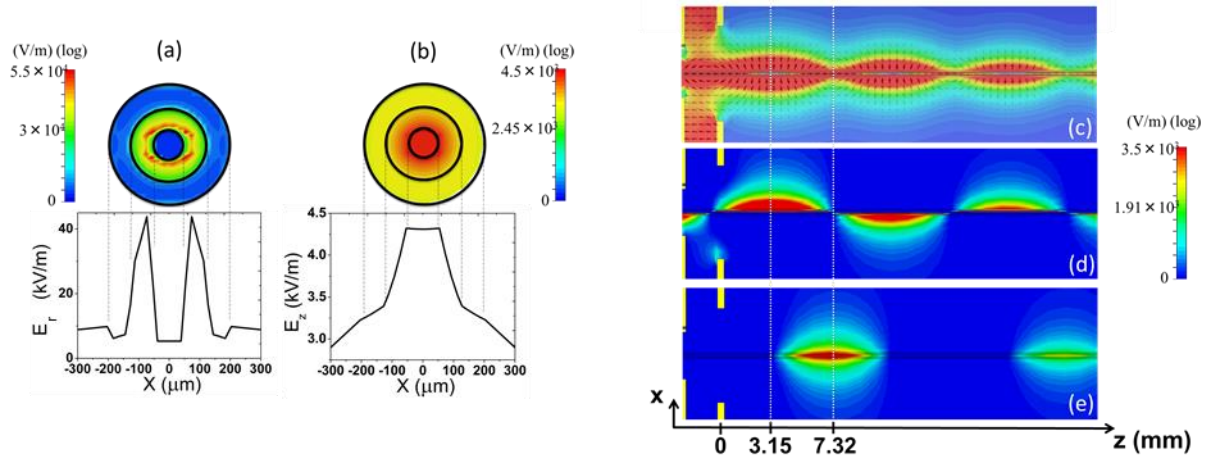 (a)
(b)
(V/m) (log)
(V/m) (log)
5.5 × 10
3 × 10
0
4.5 × 10
2.45 × 10
0
E_r (kV/m)
40
20
0
-300 -200 -100 0 100 200 300
X (μm)
E_z (kV/m)
4.5
4.0
3.5
3.0
-300 -200 -100 0 100 200 300
X (μm)
(c)
(d)
(e)
(V/m) (log)
3.5 × 10
1.91 × 10
0
x
0 3.15 7.32 z (mm)